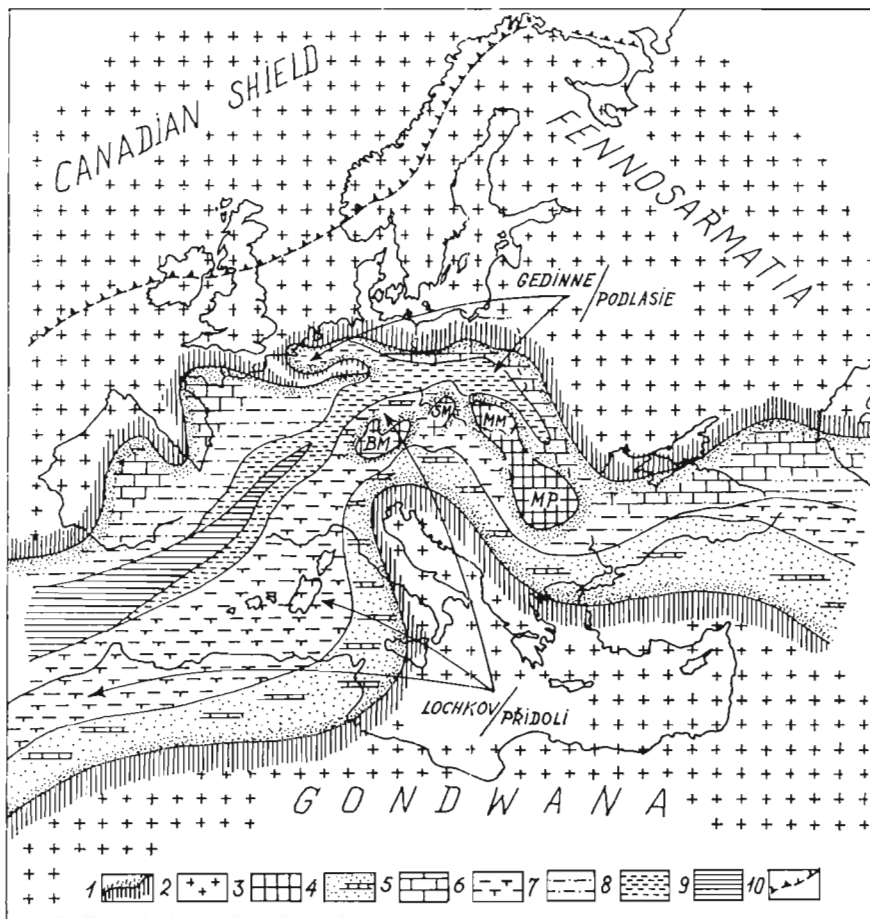 CANADIAN SHIELD
FENNOSARMATIA
GEDINNE
/PODLASIE
SM
MM
BM
MP
LOCHKOV
/PŘIDOLI
GONDWANA
1 2 3 4 5 6 7 8 9 10